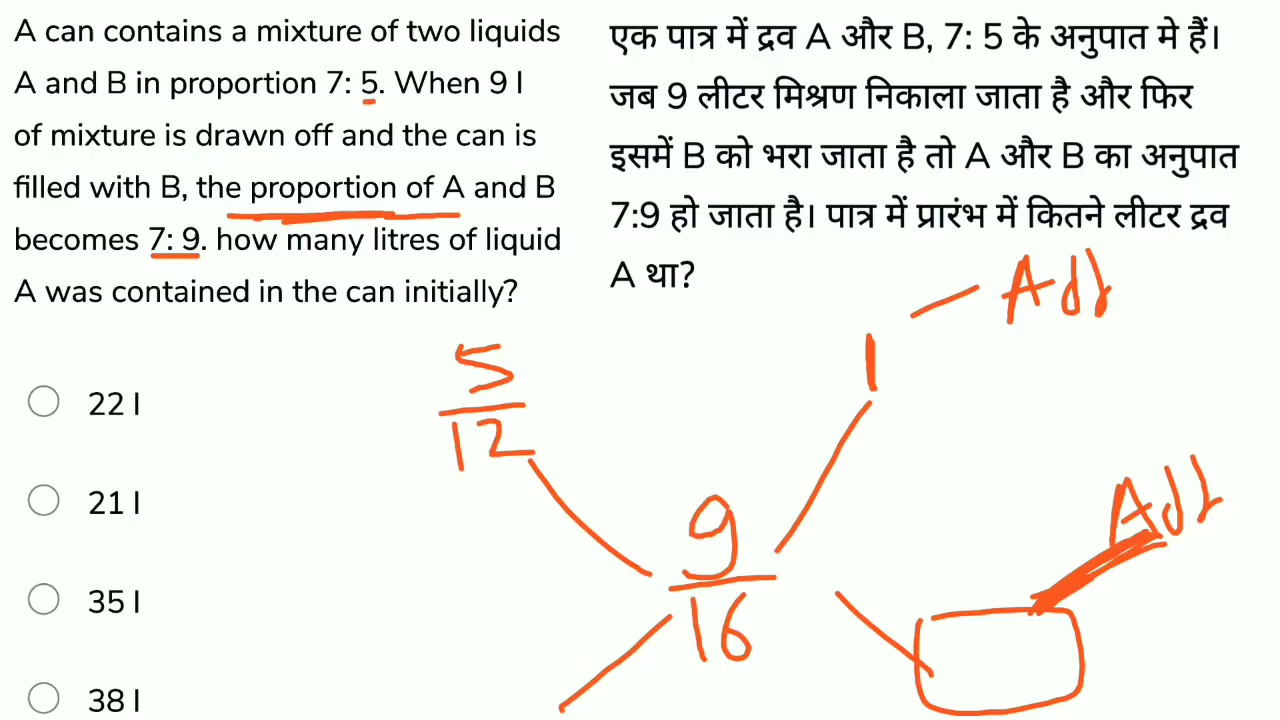 A can contains a mixture of two liquids
A and B in proportion 7: 5. When 9 l
of mixture is drawn off and the can is
filled with B, the proportion of A and B
becomes 7: 9. how many litres of liquid
A was contained in the can initially?
22 l
21 l
35 l
38 l
एक पात्र में द्रव A और B, 7: 5 के अनुपात मे हैं।
जब 9 लीटर मिश्रण निकाला जाता है और फिर
इसमें B को भरा जाता है तो A और B का अनुपात
7:9 हो जाता है। पात्र में प्रारंभ में कितने लीटर द्रव
A था?
5
12
1
9
16